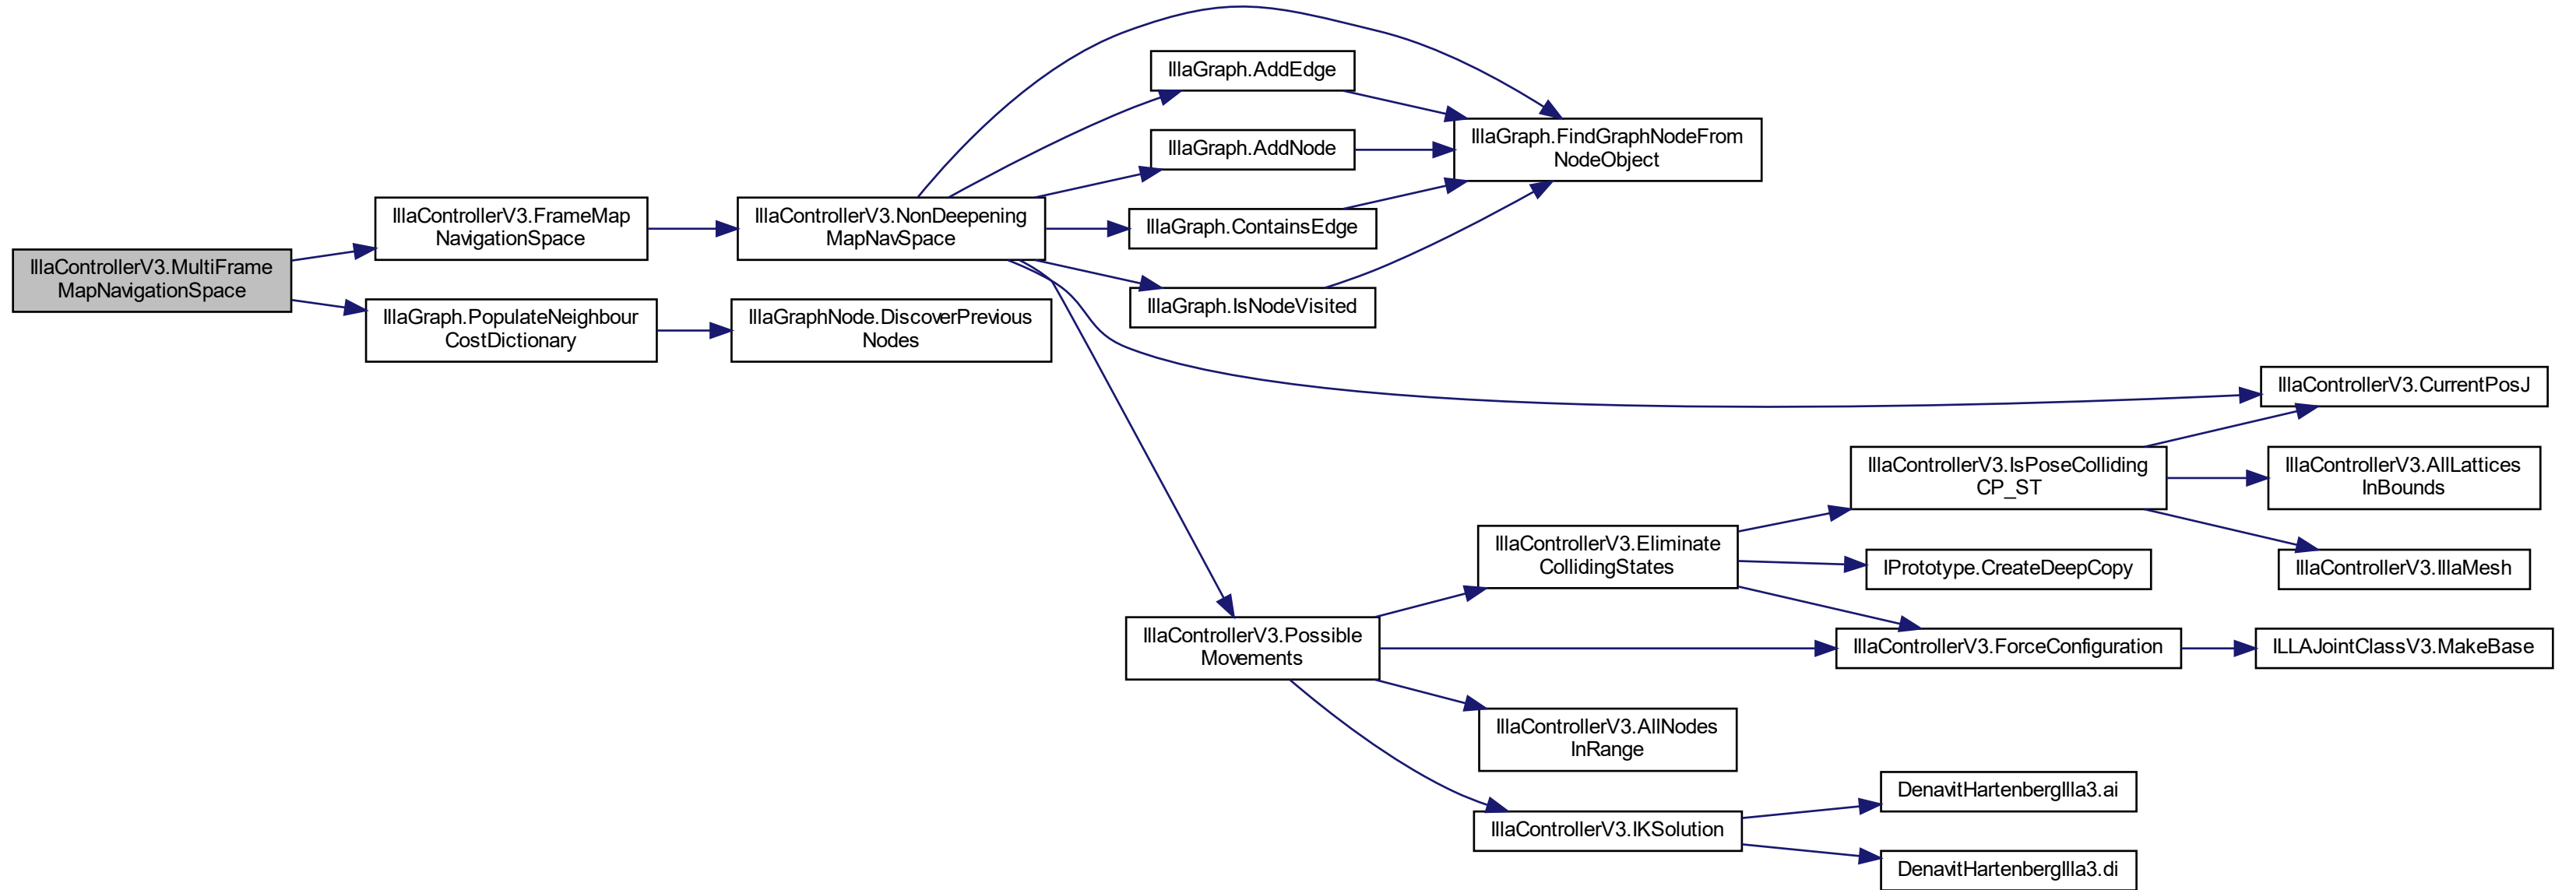 IllaControllerV3.MultiFrame
MapNavigationSpace
IllaControllerV3.FrameMap
NavigationSpace
IllaGraph.PopulateNeighbour
CostDictionary
IllaControllerV3.NonDeepening
MapNavSpace
IllaGraphNode.DiscoverPrevious
Nodes
IllaGraph.AddEdge
IllaGraph.AddNode
IllaGraph.ContainsEdge
IllaGraph.IsNodeVisited
IllaGraph.FindGraphNodeFrom
NodeObject
IllaControllerV3.Possible
Movements
IllaControllerV3.Eliminate
CollidingStates
IllaControllerV3.AllNodes
InRange
IllaControllerV3.IKSolution
IllaControllerV3.IsPoseColliding
CP_ST
IPrototype.CreateDeepCopy
IllaControllerV3.ForceConfiguration
DenavitHartenbergIlla3.ai
DenavitHartenbergIlla3.di
IllaControllerV3.CurrentPosJ
IllaControllerV3.AllLattices
InBounds
IllaControllerV3.IllaMesh
ILLAJointClassV3.MakeBase